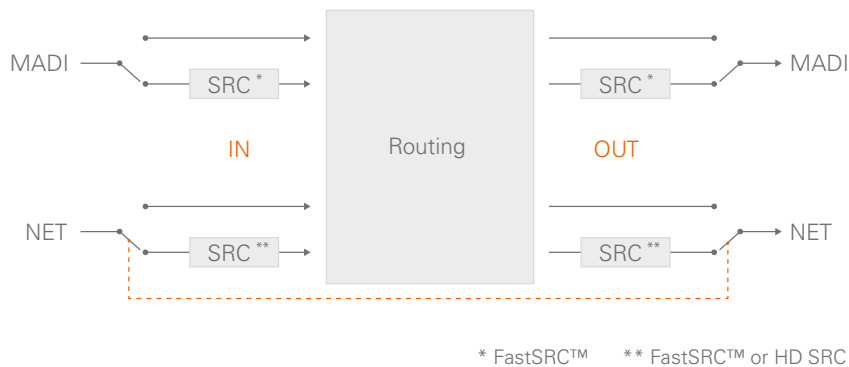 MADI
SRC *
SRC *
MADI
IN
Routing
OUT
NET
SRC **
SRC **
NET
* FastSRC™ ** FastSRC™ or HD SRC